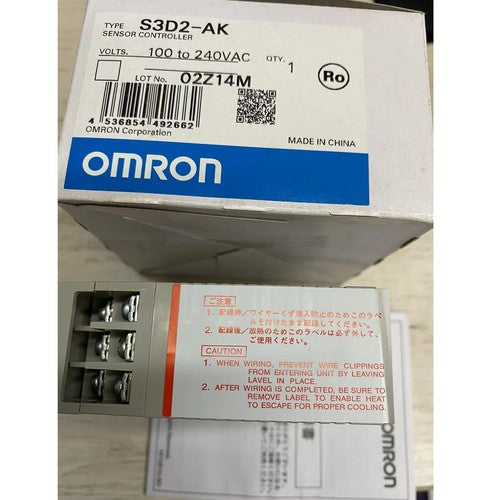 TYPE S3D2-AK
SENSOR CONTROLLER
VOLTS. 100 to 240VAC QTY. 1
LOT No. 02Z14M
Ro
4 536854 492662
OMRON Corporation
MADE IN CHINA
OMRON
ご注意
1. 配線時/ワイヤーくず混入防止のためこのラベ
ルを付けたまま配線してください。
2. 配線後/放熱のためこのラベルは必ず外して、
ご使用ください。
CAUTION
1. WHEN WIRING, PREVENT WIRE CLIPPINGS
FROM ENTERING UNIT BY LEAVING
LAVEL IN PLACE.
2. AFTER WIRING IS COMPLETED, BE SURE TO
REMOVE LABEL TO ENABLE HEAT
TO ESCAPE FOR PROPER COOLING.
OMRON